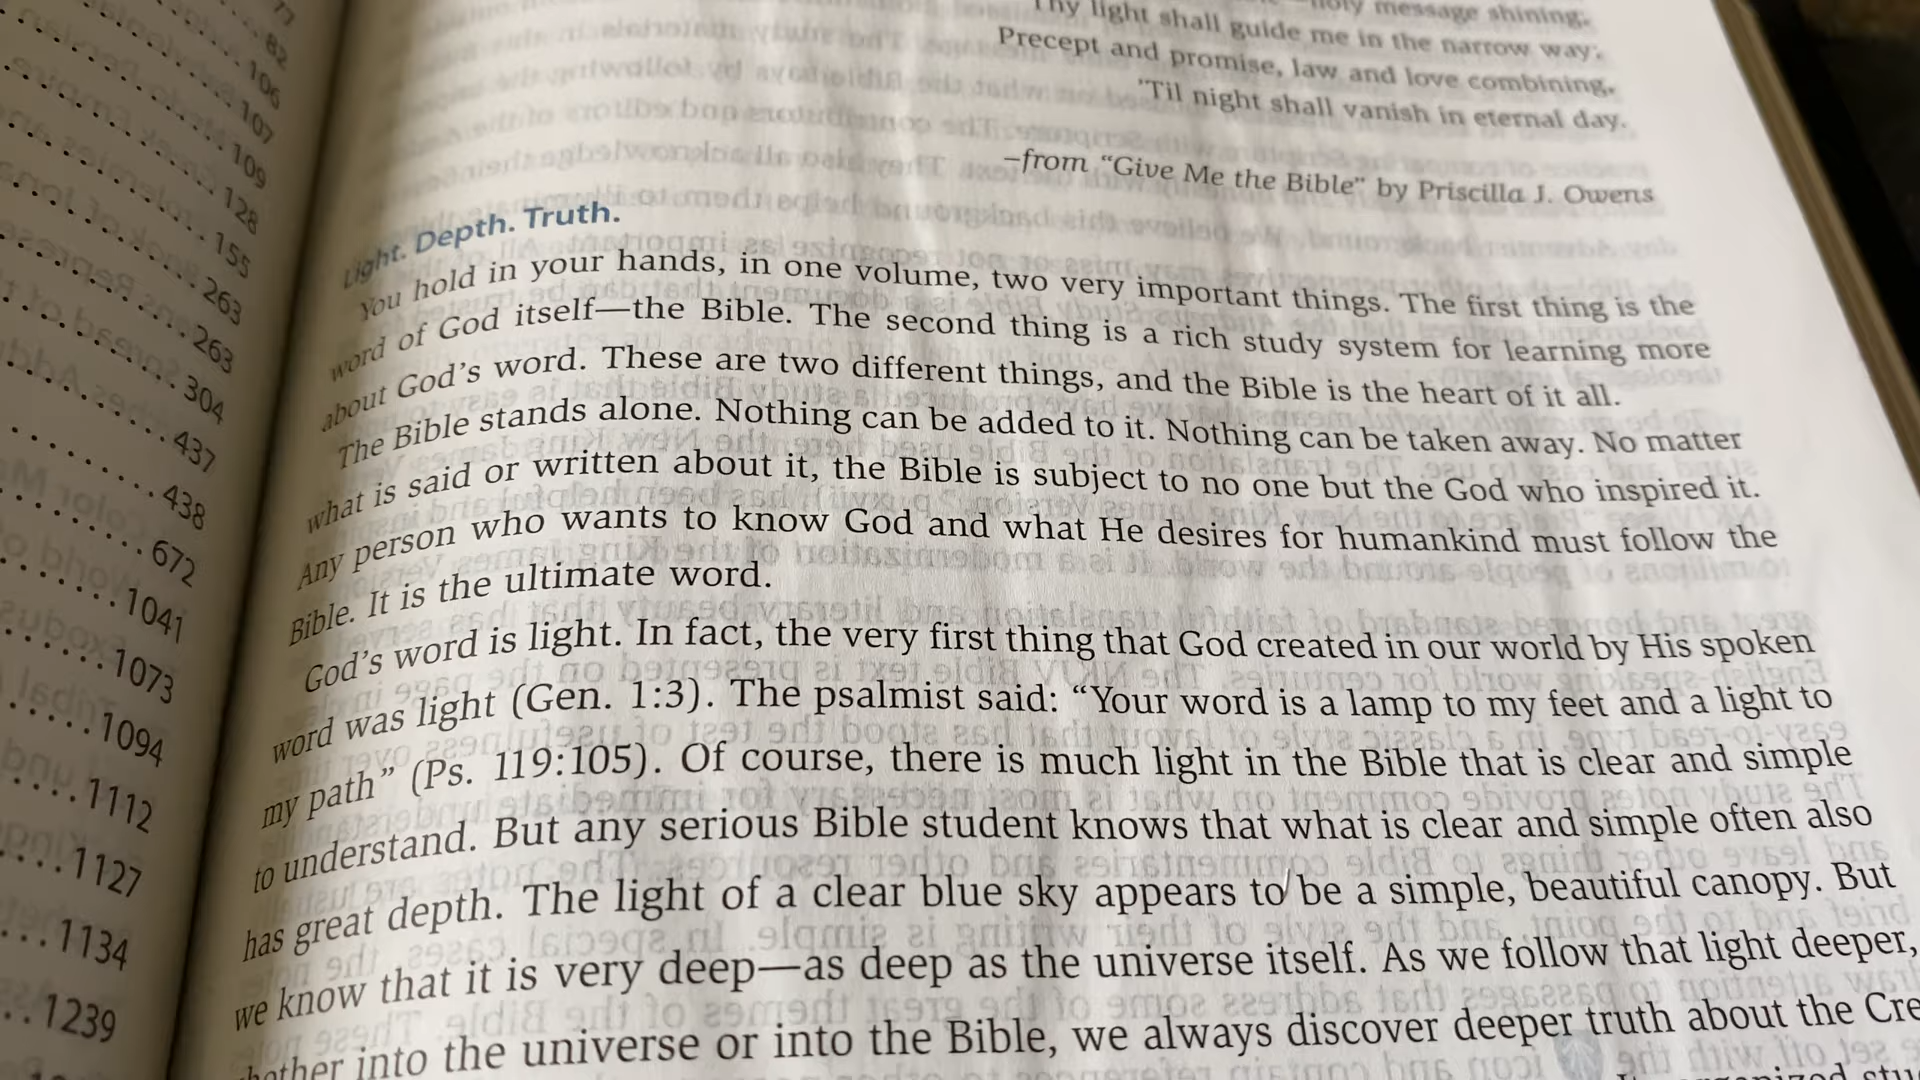 77
82
106
107
109
128
155
263
263
304
437
438
672
1041
1073
1094
1112
1127
1134
1239
holy message shining,
Thy light shall guide me in the narrow way;
Precept and promise, law and love combining,
'Til night shall vanish in eternal day.
–from “Give Me the Bible” by Priscilla J. Owens
Light. Depth. Truth.
You hold in your hands, in one volume, two very important things. The first thing is the
word of God itself—the Bible. The second thing is a rich study system for learning more
about God’s word. These are two different things, and the Bible is the heart of it all.
The Bible stands alone. Nothing can be added to it. Nothing can be taken away. No matter
what is said or written about it, the Bible is subject to no one but the God who inspired it.
Any person who wants to know God and what He desires for humankind must follow the
Bible. It is the ultimate word.
God’s word is light. In fact, the very first thing that God created in our world by His spoken
word was light (Gen. 1:3). The psalmist said: “Your word is a lamp to my feet and a light to
my path” (Ps. 119:105). Of course, there is much light in the Bible that is clear and simple
to understand. But any serious Bible student knows that what is clear and simple often also
has great depth. The light of a clear blue sky appears to be a simple, beautiful canopy. But
we know that it is very deep—as deep as the universe itself. As we follow that light deeper,
into the universe or into the Bible, we always discover deeper truth about the